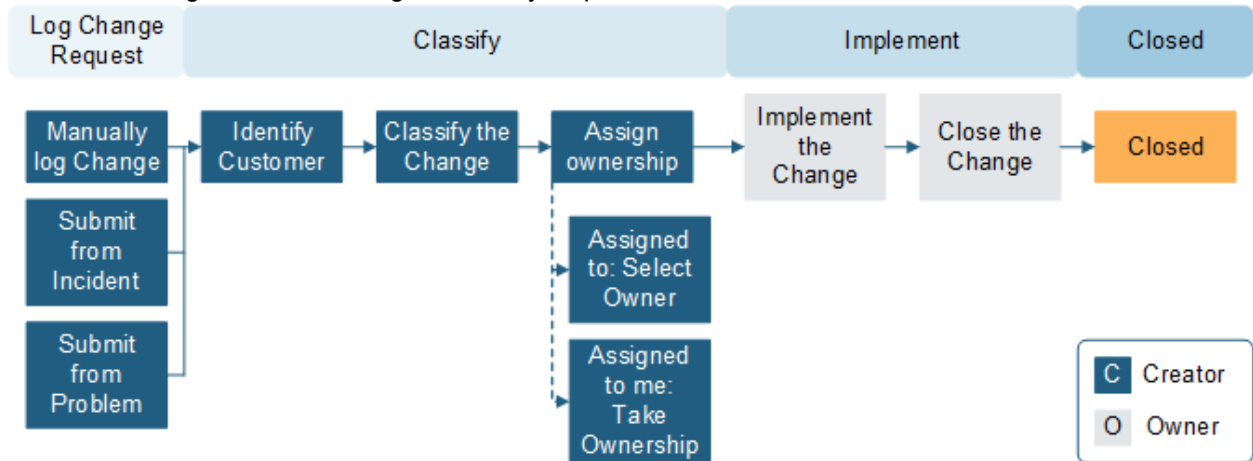 Log Change
Request
Classify
Implement
Closed
Manually
log Change
Identify
Customer
Classify the
Change
Assign
ownership
Implement
the
Change
Close the
Change
Closed
Submit
from
Incident
Assigned
to: Select
Owner
Submit
from
Problem
Assigned
to me:
Take
Ownership
C Creator
O Owner